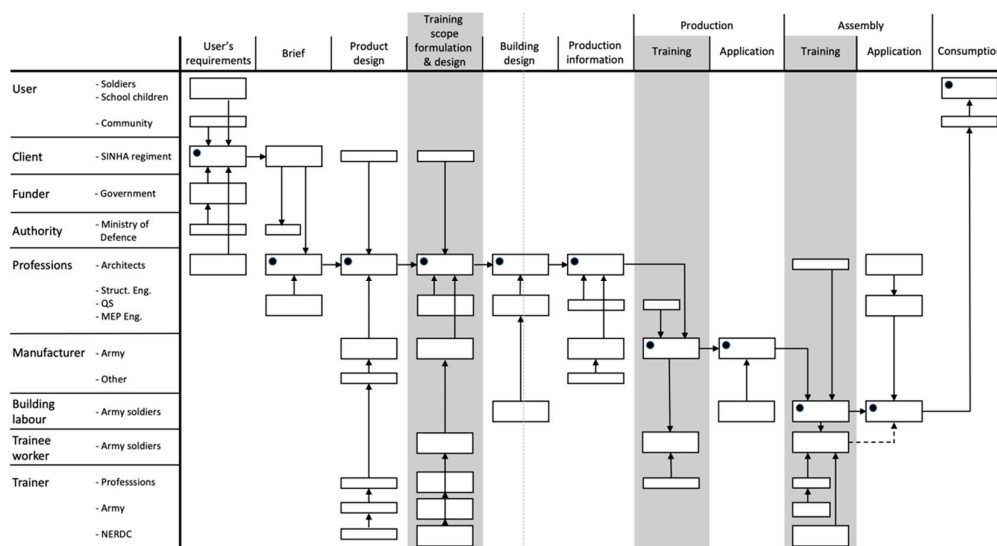 Production
Assembly
Training
scope
formulation
& design
User's
requirements
Brief
Product
design
Building
design
Production
information
Training
Application
Training
Application
Consumption
User
- Soldiers
- School children
- Community
Client
- SINHA regiment
Funder
- Government
Authority
- Ministry of
Defence
Professions
- Architects
- Struct. Eng.
- QS
- MEP Eng.
Manufacturer
- Army
- Other
Building
labour
- Army soldiers
Trainee
worker
- Army soldiers
Trainer
- Professsions
- Army
- NERDC